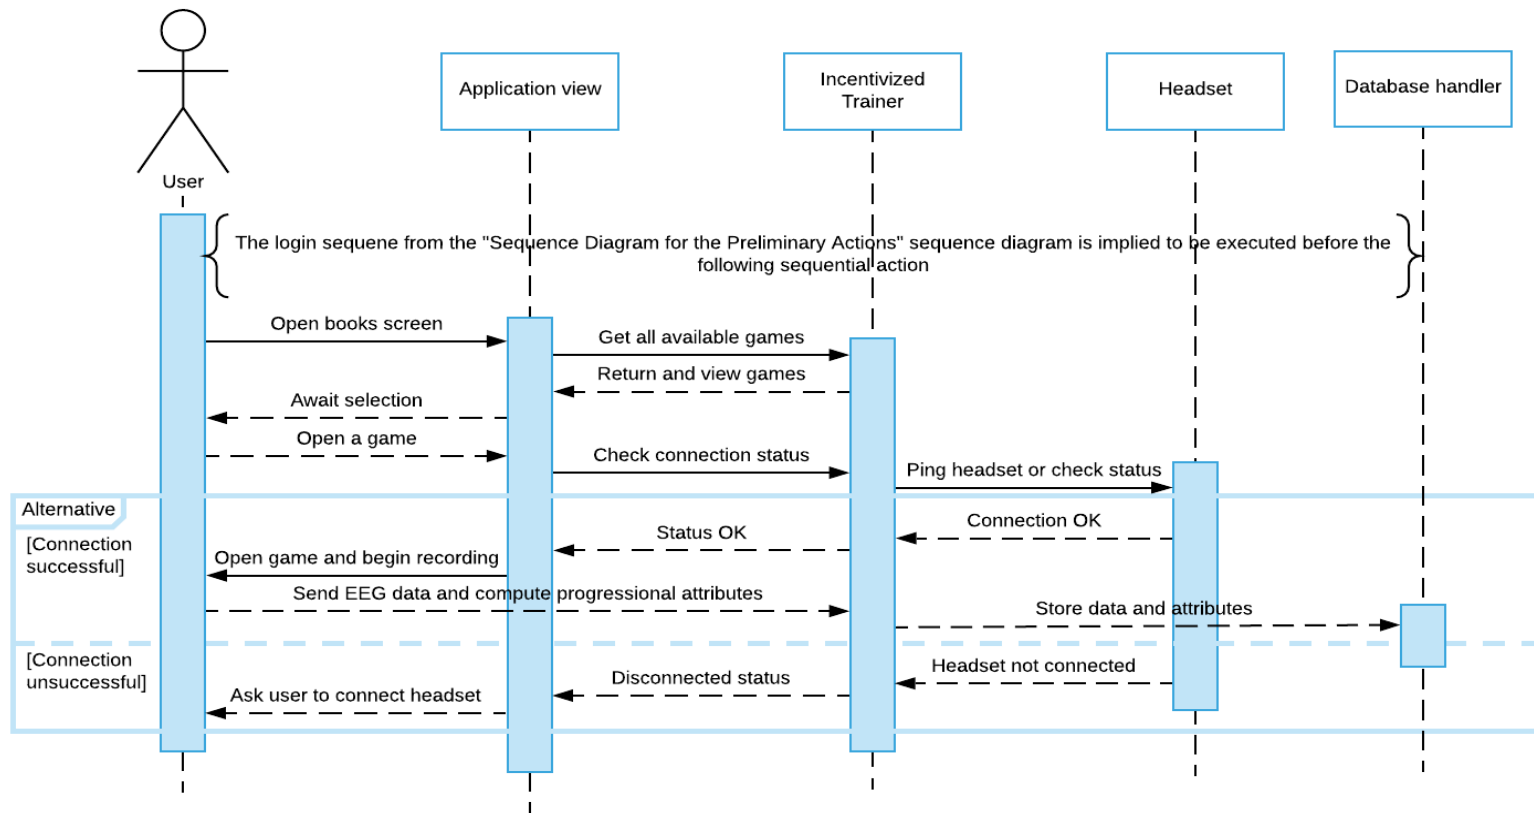 Application view
Incentivized
Trainer
Headset
Database handler
User
The login sequene from the "Sequence Diagram for the Preliminary Actions" sequence diagram is implied to be executed before the
following sequential action
Open books screen
Get all available games
Return and view games
Await selection
Open a game
Check connection status
Ping headset or check status
Alternative
[Connection
successful]
Connection OK
Status OK
Open game and begin recording
Send EEG data and compute progressional attributes
Store data and attributes
[Connection
unsuccessful]
Headset not connected
Disconnected status
Ask user to connect headset